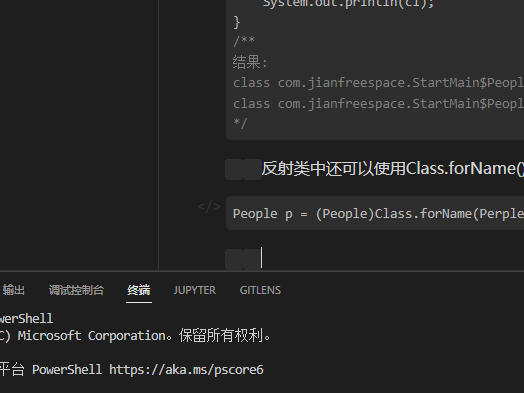 System.out.println(cl);
}
/**
结果:
class com.jianfreespace.StartMain$Peopl
class com.jianfreespace.StartMain$Peopl
*/
反射类中还可以使用Class.forName()
</>
People p = (People)Class.forName(Perple
输出 调试控制台 终端 JUPYTER GITLENS
werShell
C) Microsoft Corporation。保留所有权利。
平台 PowerShell https://aka.ms/pscore6